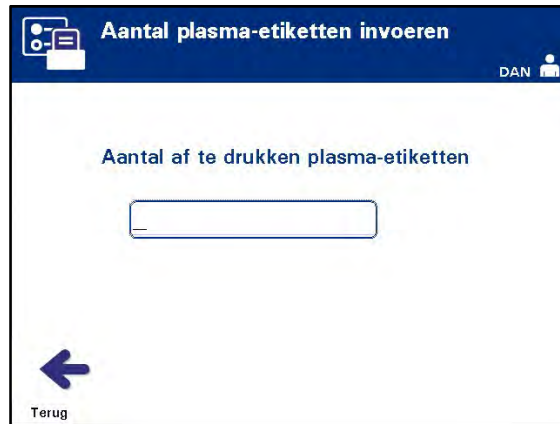 Aantal plasma-etiketten invoeren
DAN
Aantal af te drukken plasma-etiketten
Terug